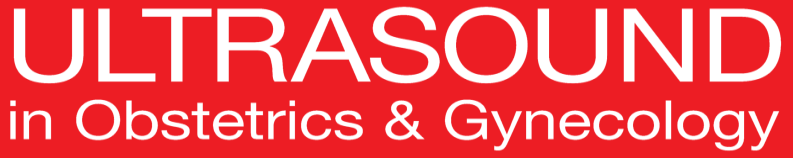 ULTRASOUND
in Obstetrics & Gynecology